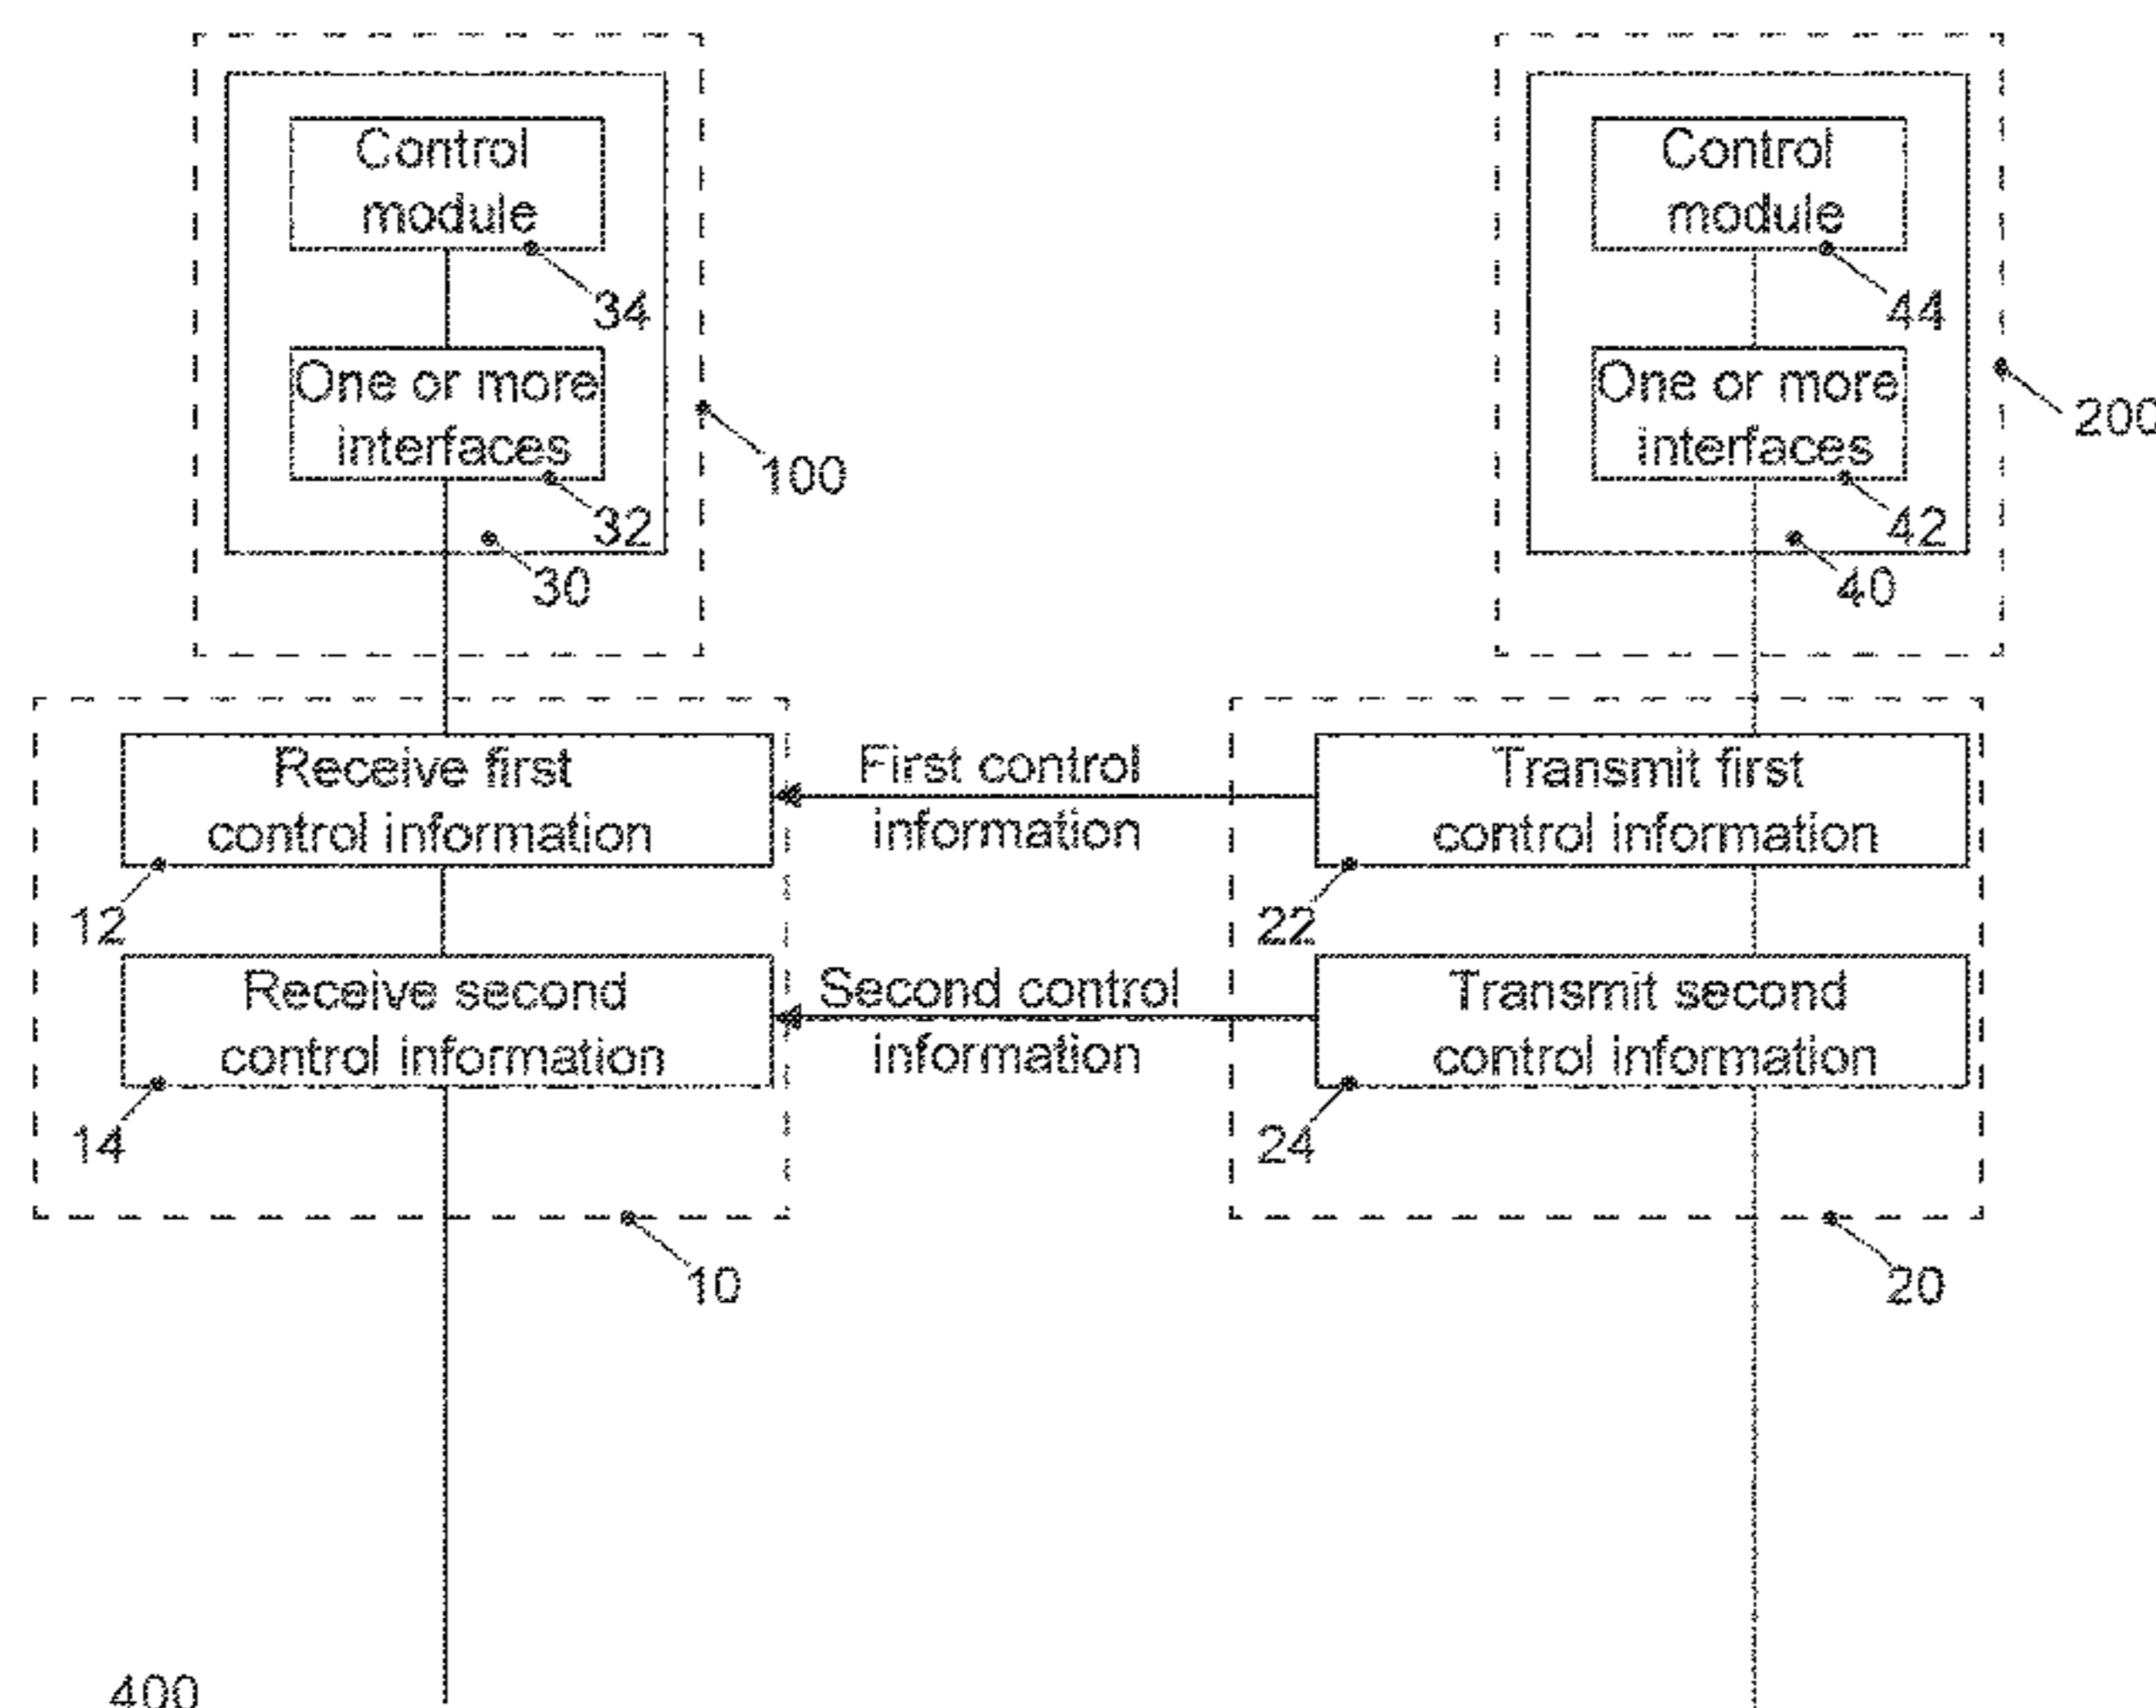 Control
module
34
One or more
interfaces
32
30
100
Control
module
44
One or more
interfaces
42
40
200
Receive first
control information
12
First control
information
Transmit first
control information
22
Receive second
control information
14
Second control
information
Transmit second
control information
24
10
20
400